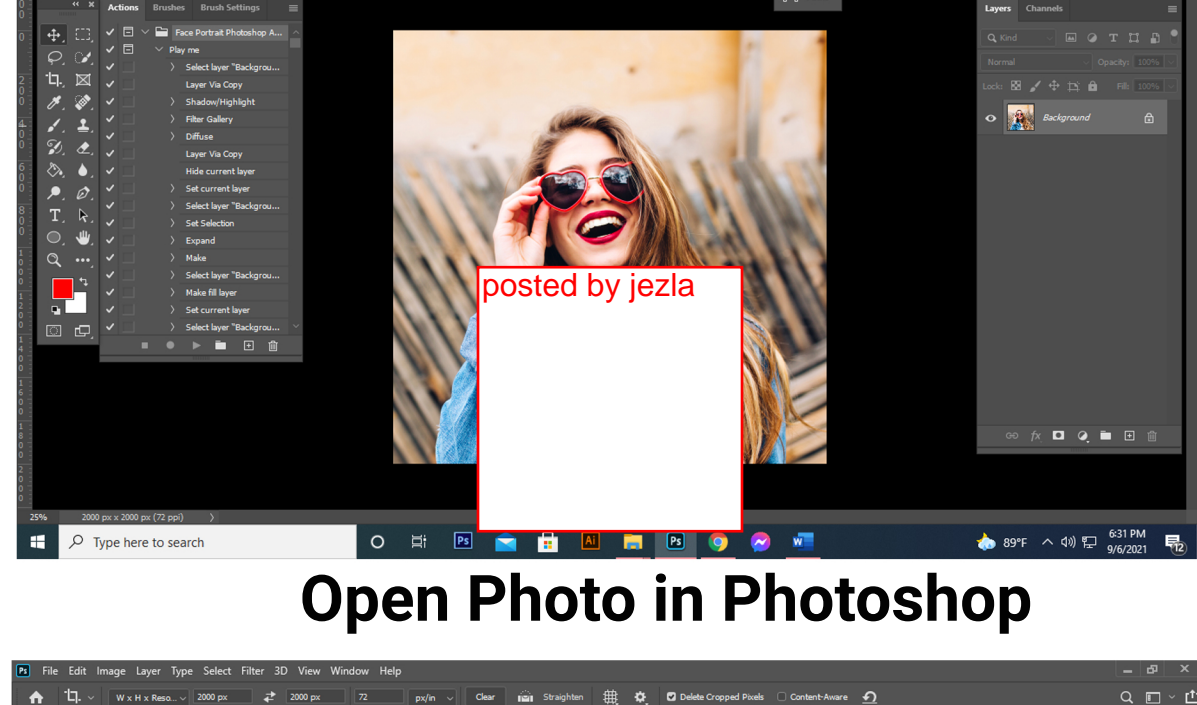 Actions Brushes Brush Settings
Face Portrait Photoshop A...
Play me
Select layer "Backgrou...
Layer Via Copy
Shadow/Highlight
Filter Gallery
Diffuse
Layer Via Copy
Hide current layer
Set current layer
Select layer "Backgrou...
Set Selection
Expand
Make
Select layer "Backgrou...
Make fill layer
Set current layer
Select layer "Backgrou...
posted by jezla
Layers Channels
Kind
Normal Opacity: 100%
Lock: Fill: 100%
Background
25% 2000 px x 2000 px (72 ppi)
Type here to search
Ps Ai Ps W
89°F
6:31 PM
9/6/2021
12
Open Photo in Photoshop
Ps File Edit Image Layer Type Select Filter 3D View Window Help
W x H x Reso... 2000 px 2000 px 72 px/in Clear Straighten Delete Cropped Pixels Content-Aware